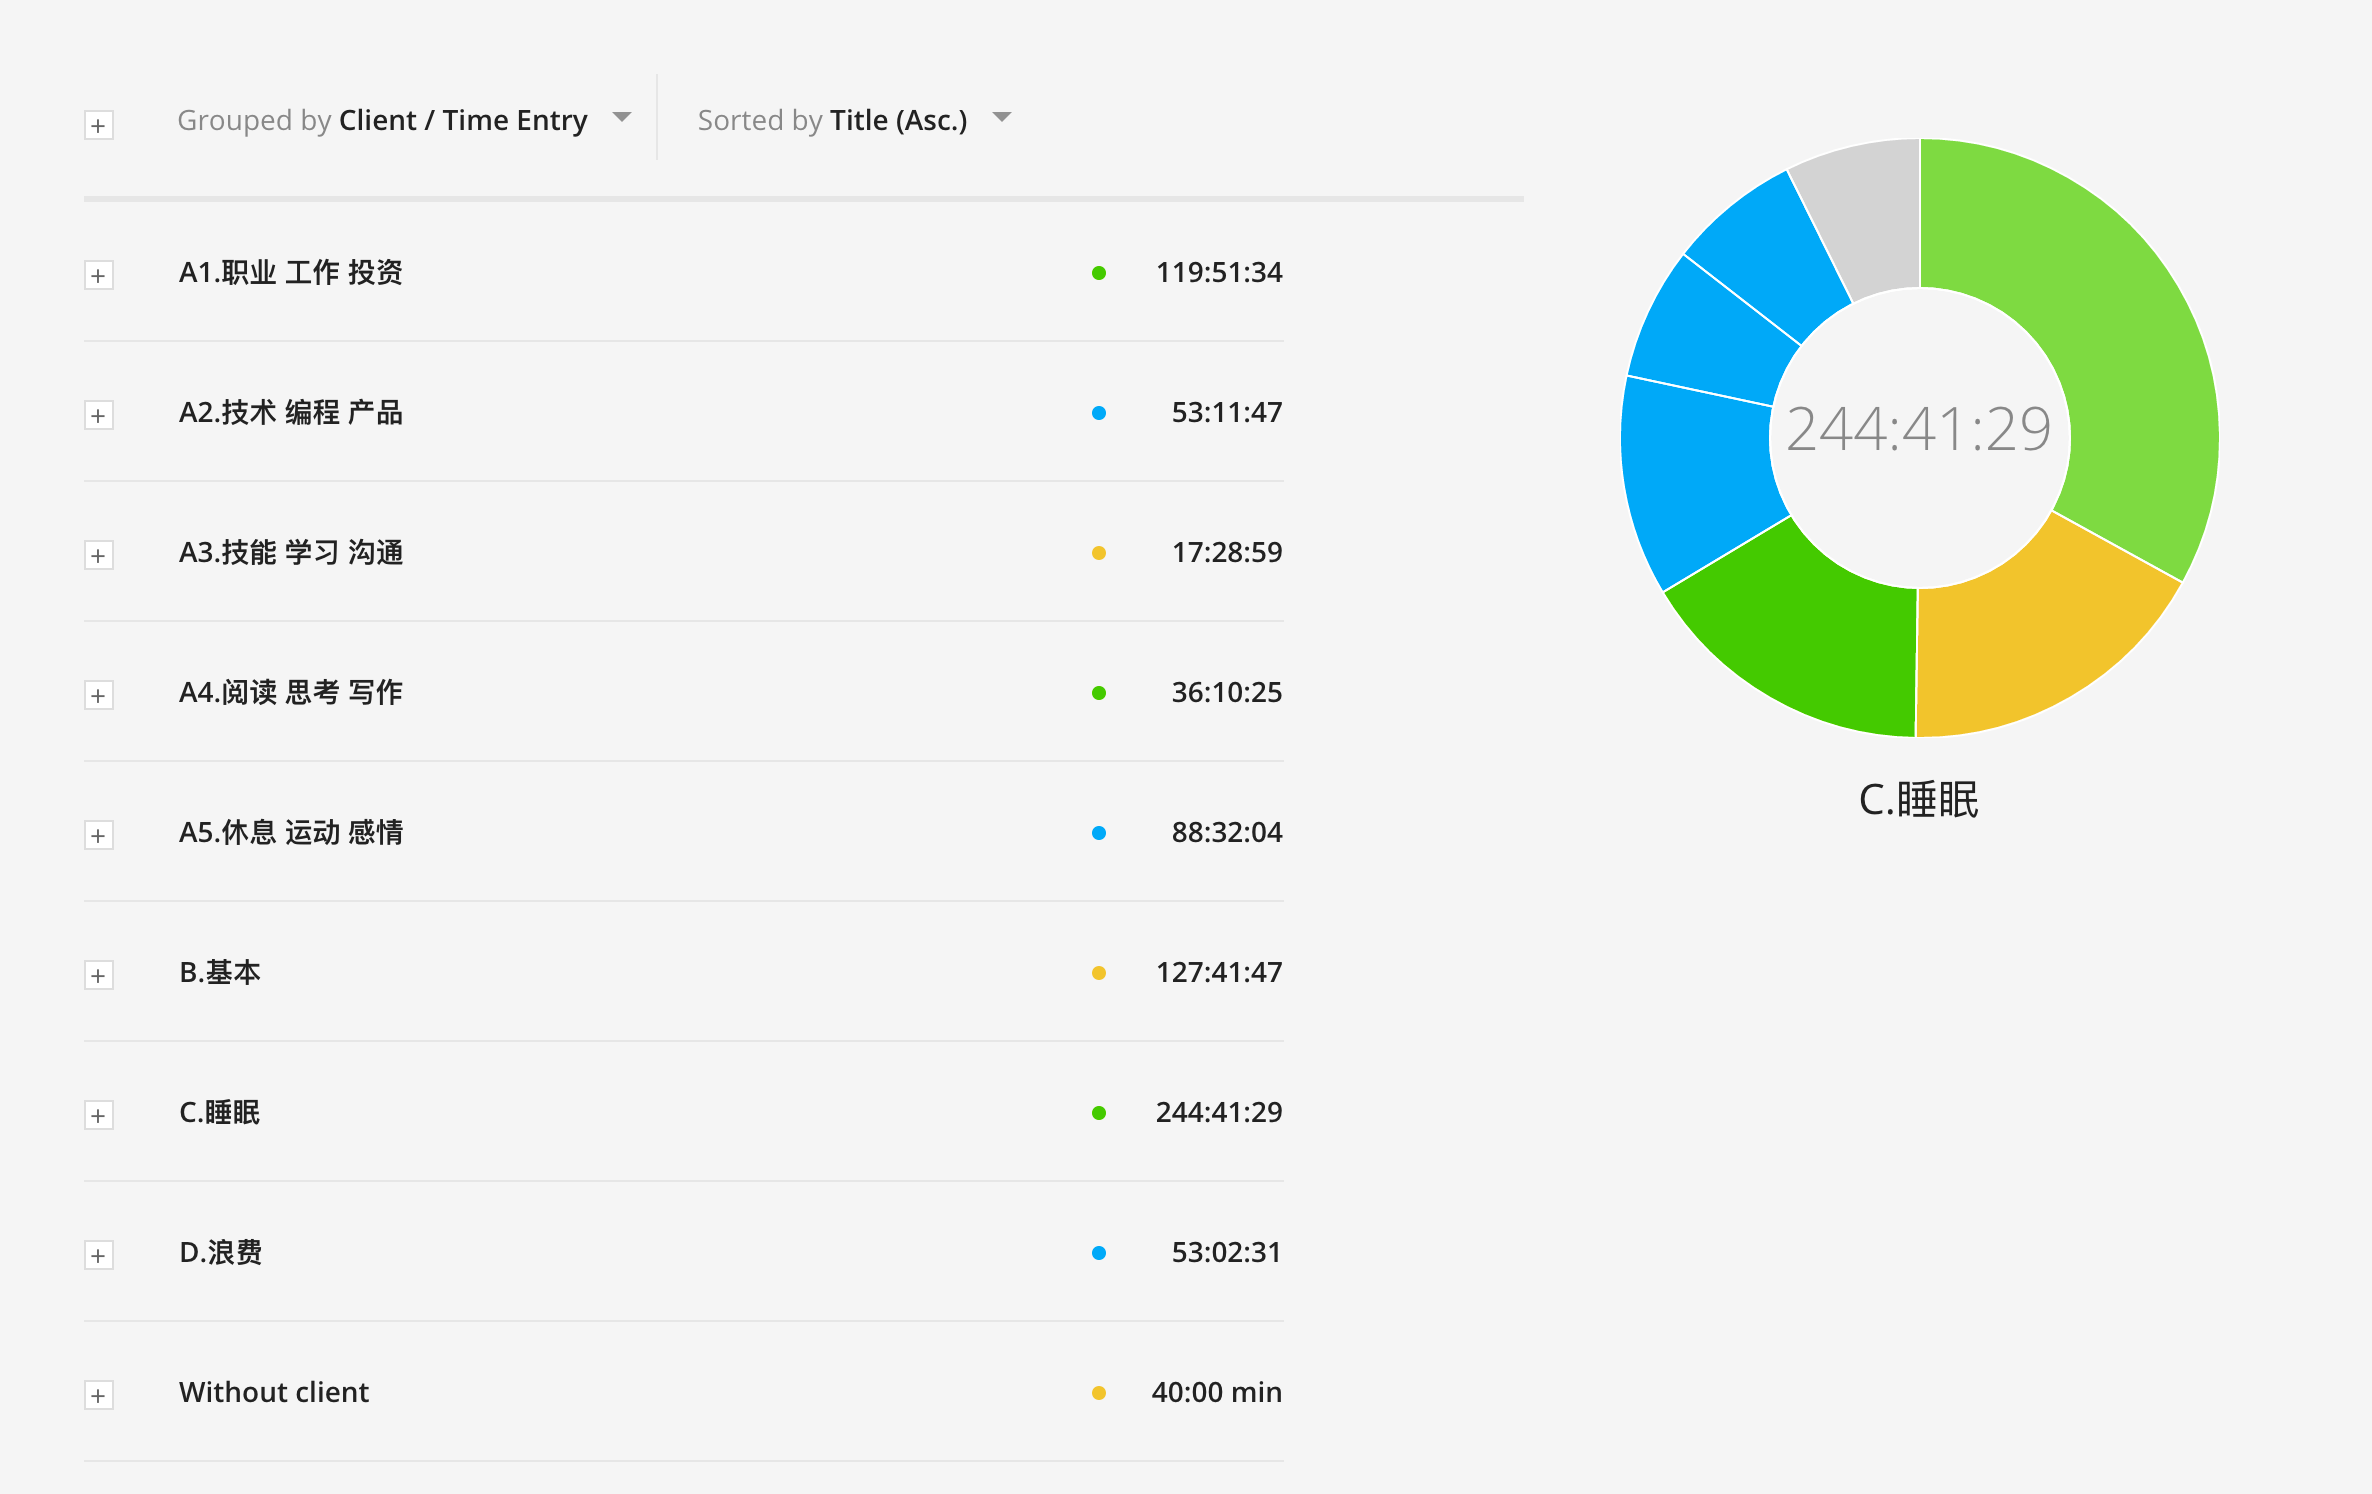 Grouped by Client / Time Entry Sorted by Title (Asc.)
A1.职业 工作 投资 119:51:34
A2.技术 编程 产品 53:11:47
A3.技能 学习 沟通 17:28:59
A4.阅读 思考 写作 36:10:25
A5.休息 运动 感情 88:32:04
B.基本 127:41:47
C.睡眠 244:41:29
D.浪费 53:02:31
Without client 40:00 min
244:41:29
C.睡眠